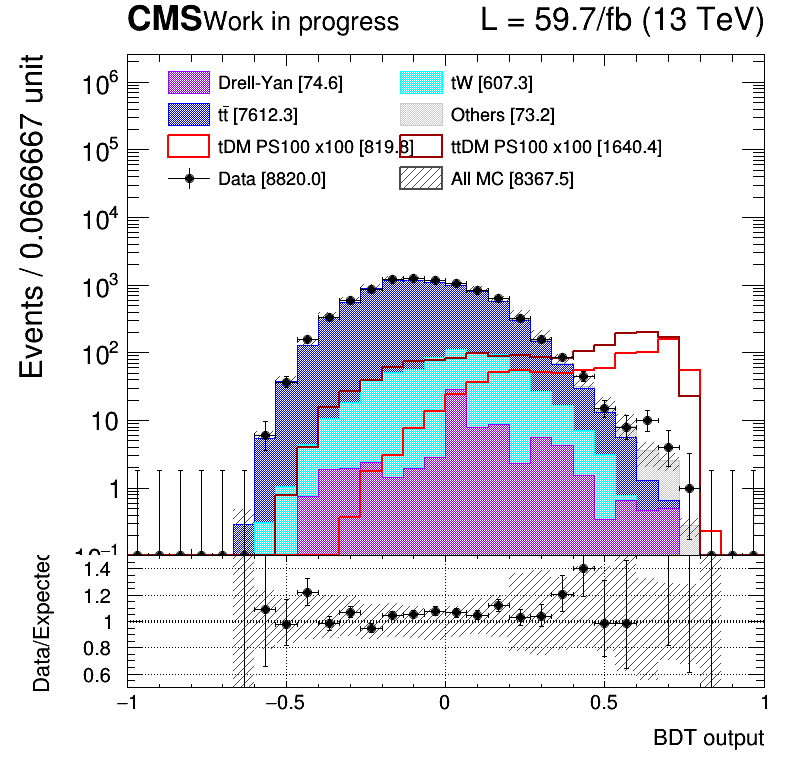 CMS Work in progress L = 59.7/fb (13 TeV)
Events / 0.0666667 unit
10⁶
10⁵
10⁴
10³
10²
10
1
10⁻¹
Drell-Yan [74.6] tW [607.3]
tt̄ [7612.3] Others [73.2]
tDM PS100 x100 [819.8] ttDM PS100 x100 [1640.4]
Data [8820.0] All MC [8367.5]
Data/Expected
1.4
1.2
1
0.8
0.6
−1 −0.5 0 0.5 1
BDT output